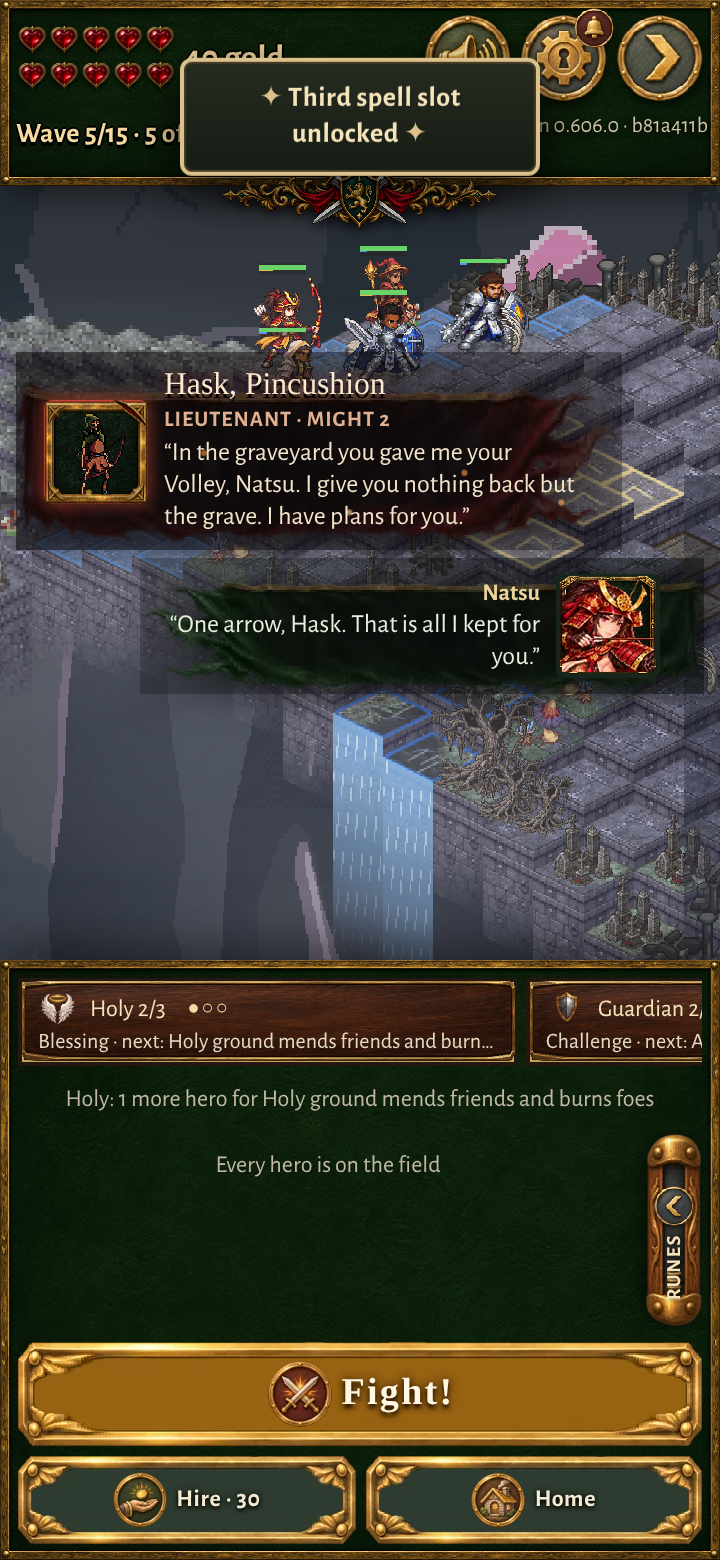 40 gold
✦ Third spell slot
unlocked ✦
Wave 5/15 · 5 of
0.606.0 · b81a411b
Hask, Pincushion
LIEUTENANT · MIGHT 2
“In the graveyard you gave me your
Volley, Natsu. I give you nothing back but
the grave. I have plans for you.”
Natsu
“One arrow, Hask. That is all I kept for
you.”
Holy 2/3
Blessing · next: Holy ground mends friends and burn...
Guardian 2/
Challenge · next: A
Holy: 1 more hero for Holy ground mends friends and burns foes
Every hero is on the field
RUNES
Fight!
Hire · 30
Home